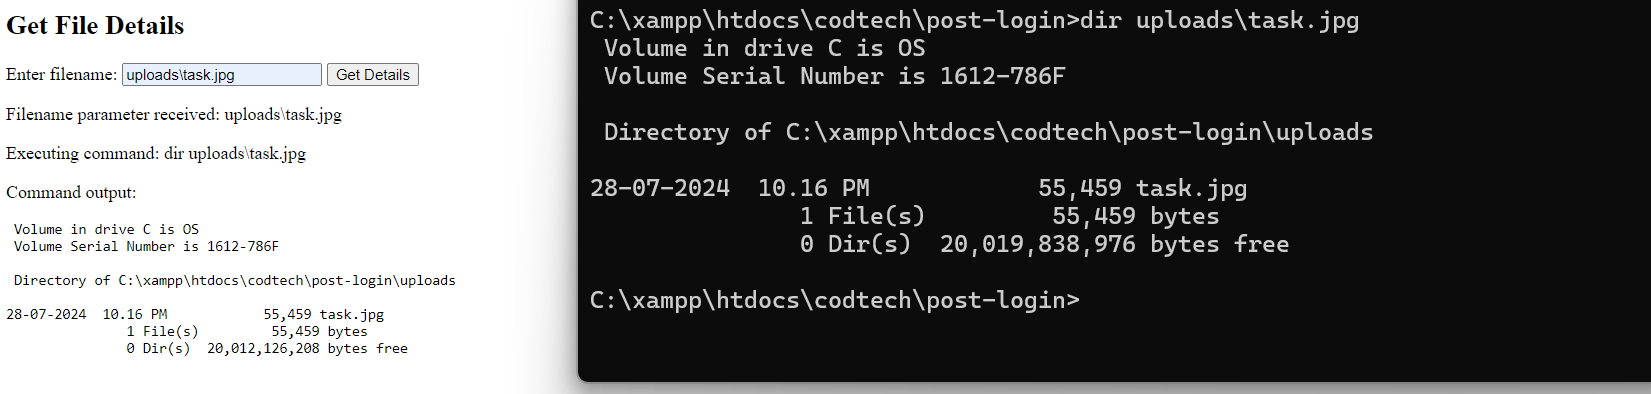 Get File Details
Enter filename: uploads\task.jpg Get Details
Filename parameter received: uploads\task.jpg
Executing command: dir uploads\task.jpg
Command output:
Volume in drive C is OS
Volume Serial Number is 1612-786F
Directory of C:\xampp\htdocs\codtech\post-login\uploads
28-07-2024  10.16 PM            55,459 task.jpg
1 File(s)         55,459 bytes
0 Dir(s)  20,012,126,208 bytes free
C:\xampp\htdocs\codtech\post-login>dir uploads\task.jpg
Volume in drive C is OS
Volume Serial Number is 1612-786F
Directory of C:\xampp\htdocs\codtech\post-login\uploads
28-07-2024  10.16 PM            55,459 task.jpg
1 File(s)         55,459 bytes
0 Dir(s)  20,019,838,976 bytes free
C:\xampp\htdocs\codtech\post-login>